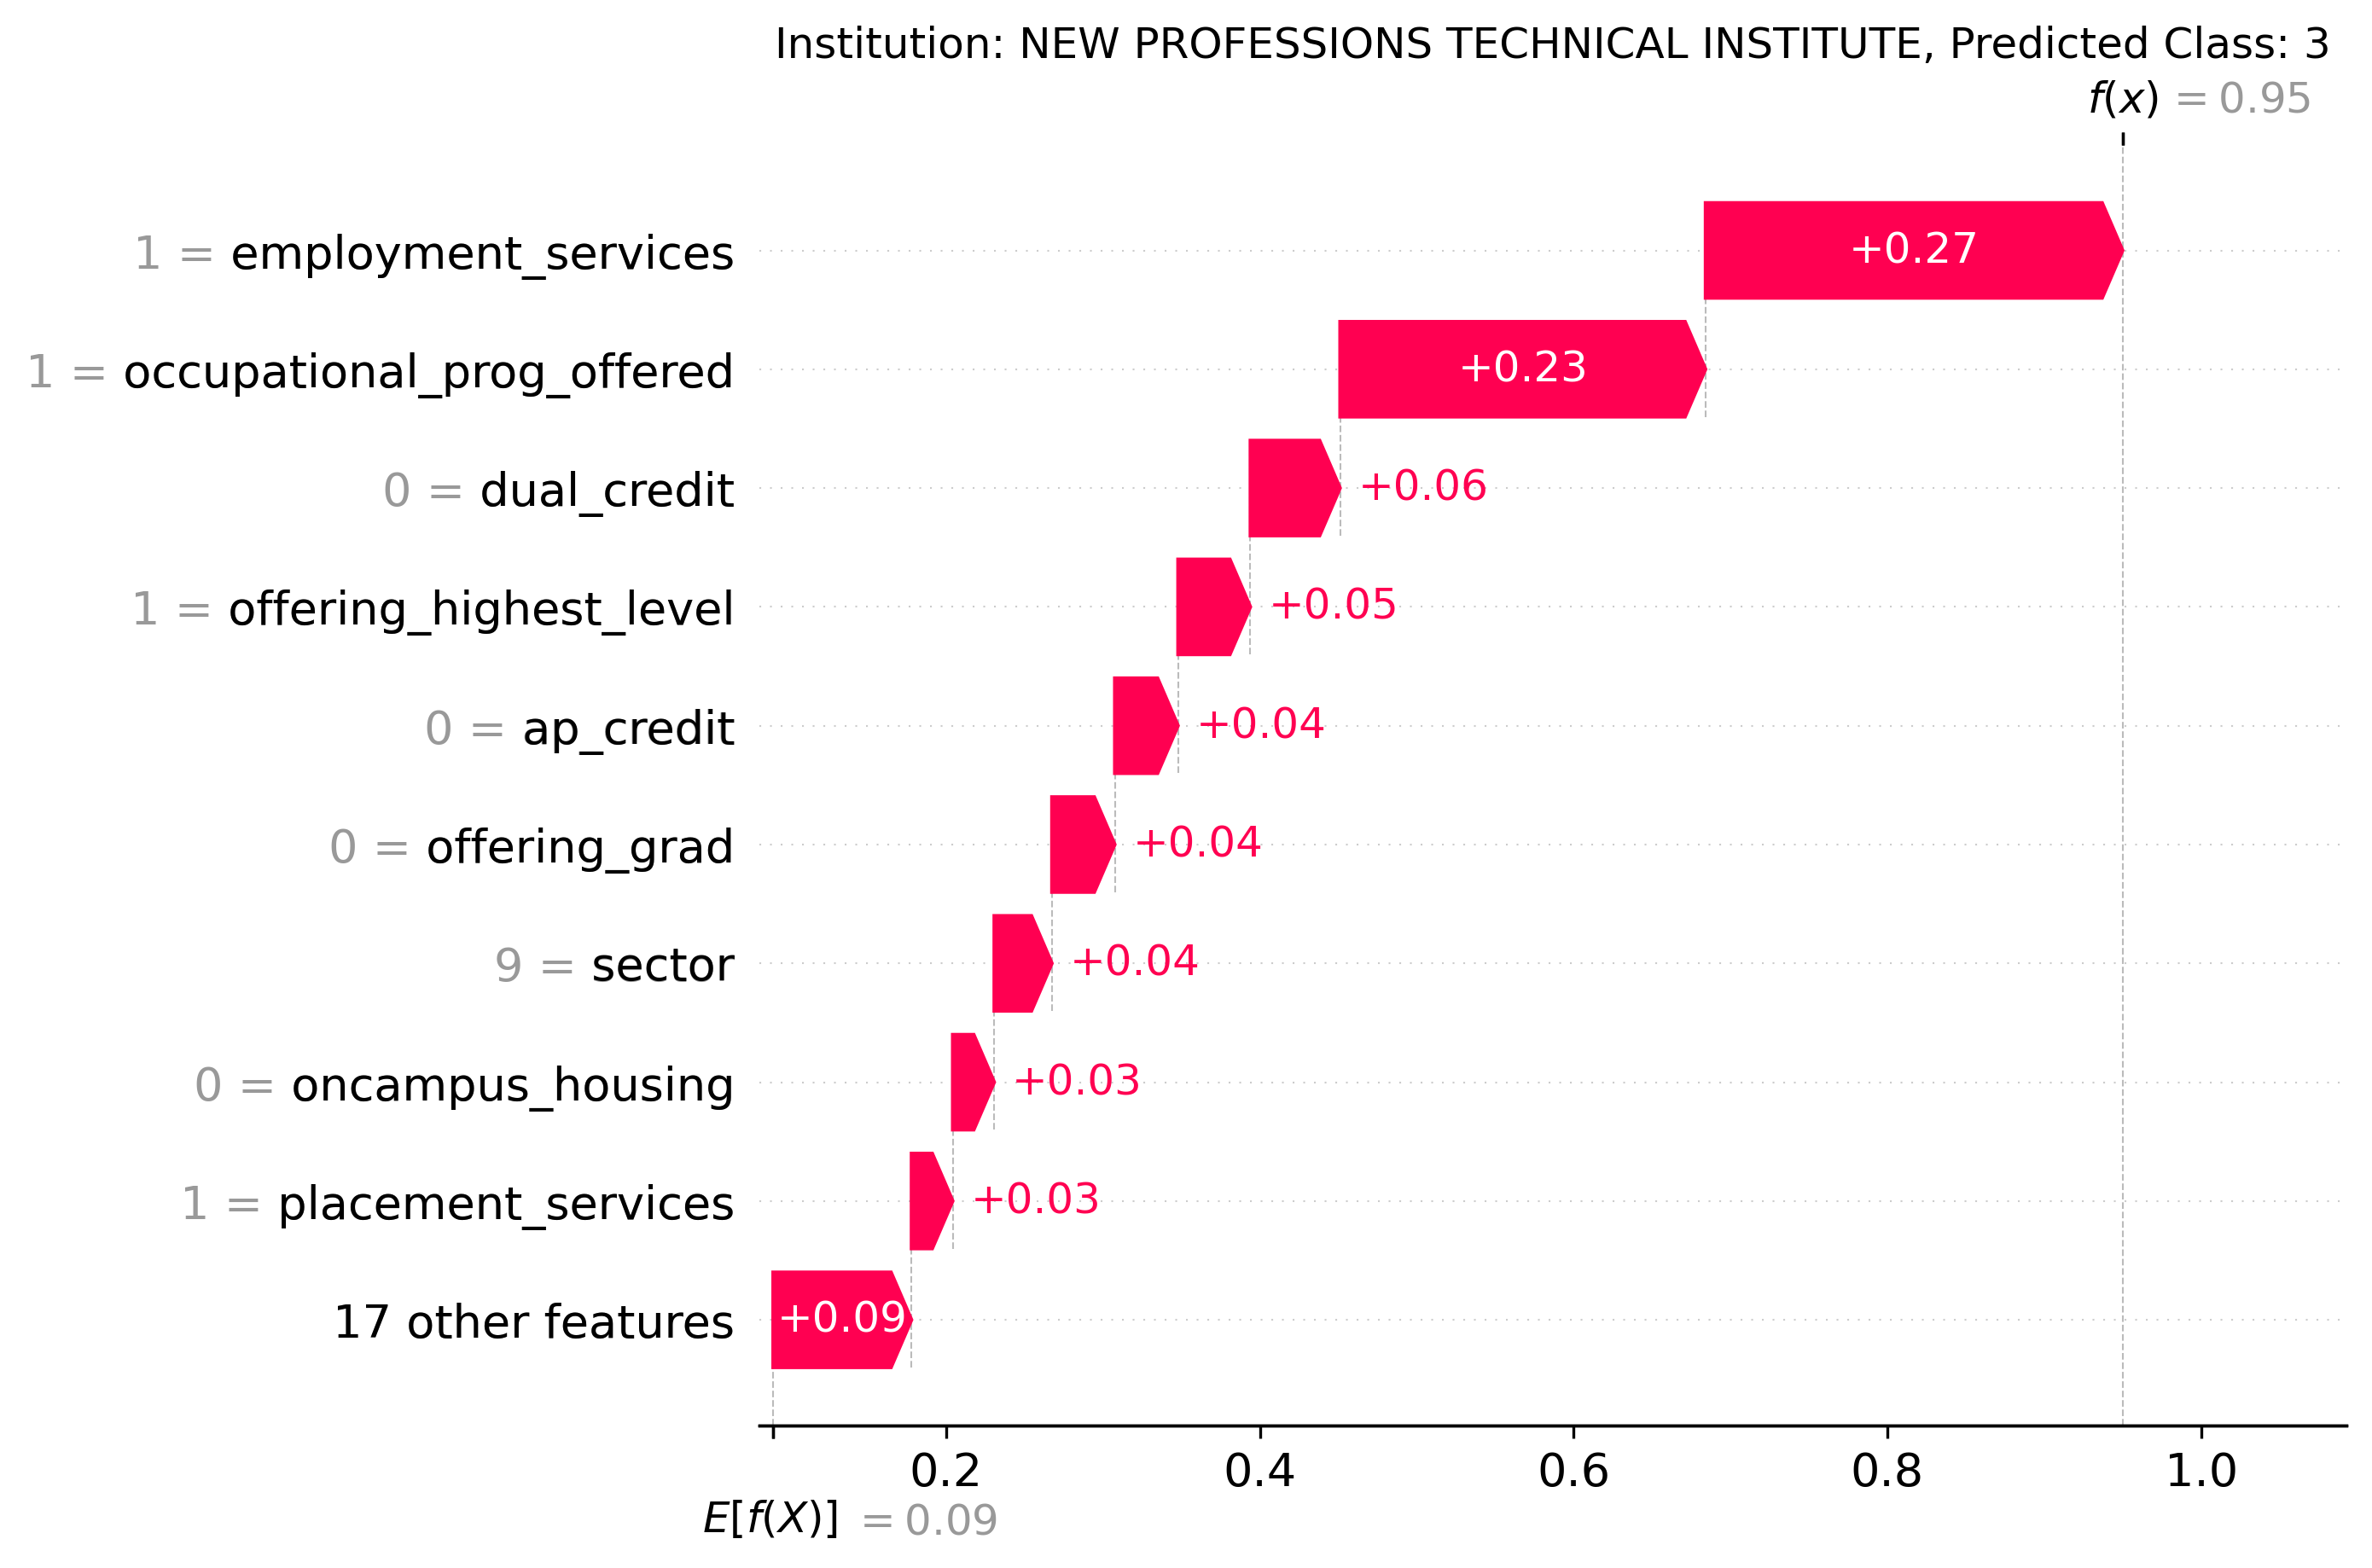 Institution: NEW PROFESSIONS TECHNICAL INSTITUTE, Predicted Class: 3
f(x) = 0.95
1 = employment_services +0.27
1 = occupational_prog_offered +0.23
0 = dual_credit +0.06
1 = offering_highest_level +0.05
0 = ap_credit +0.04
0 = offering_grad +0.04
9 = sector +0.04
0 = oncampus_housing +0.03
1 = placement_services +0.03
17 other features +0.09
0.2 0.4 0.6 0.8 1.0
E[f(X)] = 0.09